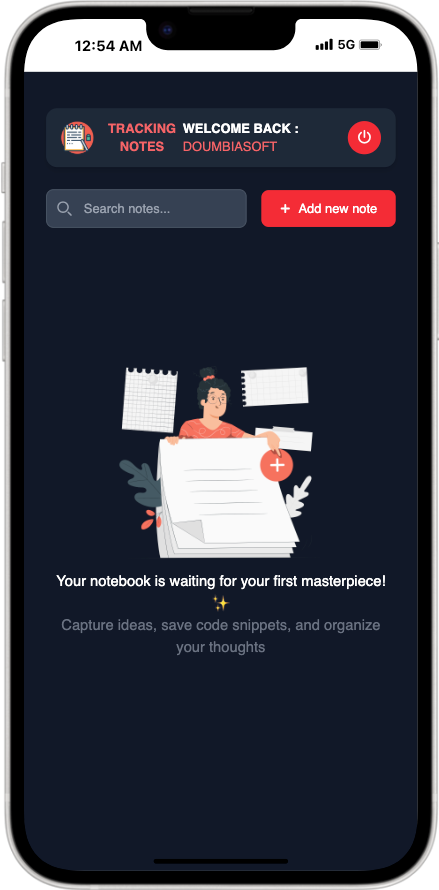 12:54 AM 5G
TRACKING NOTES
WELCOME BACK :
DOUMBIASOFT
Search notes...
+ Add new note
Your notebook is waiting for your first masterpiece!
✨
Capture ideas, save code snippets, and organize
your thoughts